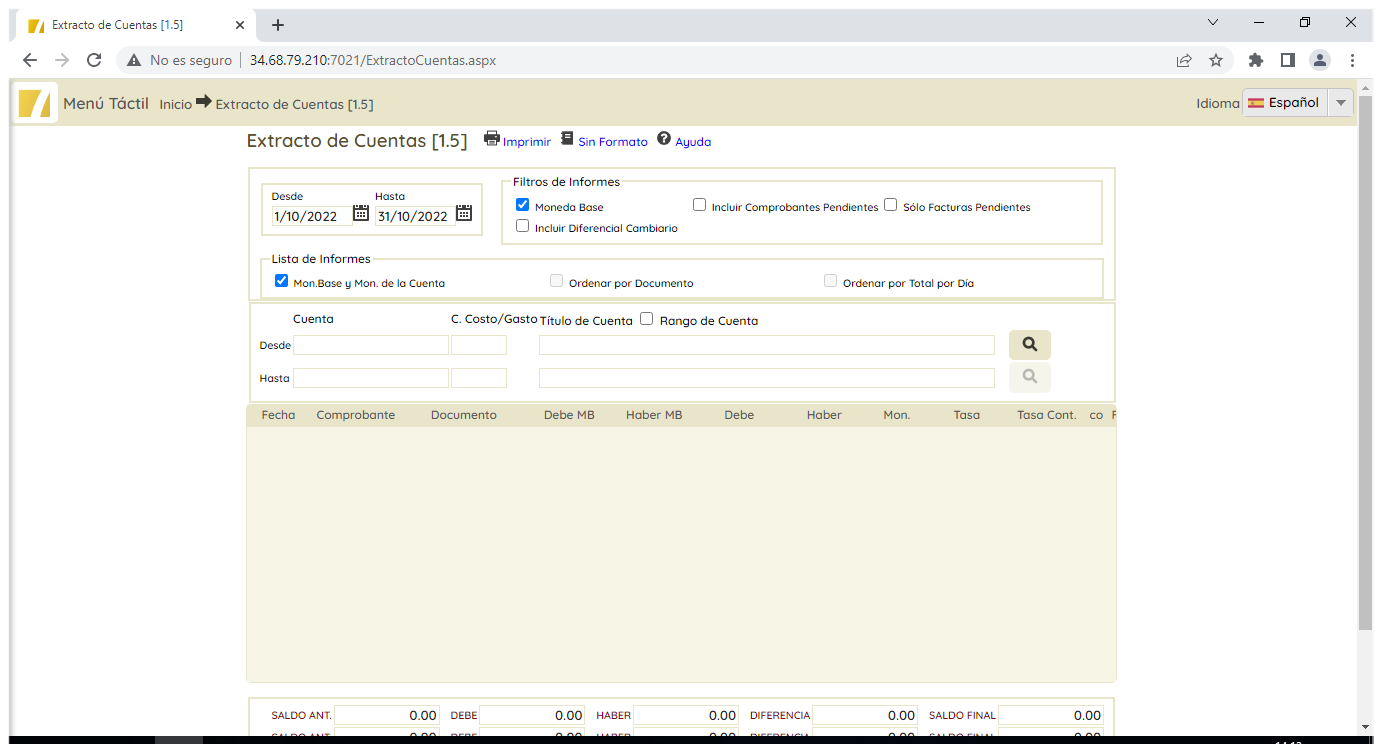 Extracto de Cuentas [1.5]
No es seguro | 34.68.79.210:7021/ExtractoCuentas.aspx
Menú Táctil Inicio Extracto de Cuentas [1.5] Idioma Español
Extracto de Cuentas [1.5] Imprimir Sin Formato Ayuda
Filtros de Informes
Desde Hasta
1/10/2022 31/10/2022
Moneda Base Incluir Comprobantes Pendientes Sólo Facturas Pendientes
Incluir Diferencial Cambiario
Lista de Informes
Mon.Base y Mon. de la Cuenta Ordenar por Documento Ordenar por Total por Día
Cuenta C. Costo/Gasto Título de Cuenta Rango de Cuenta
Desde
Hasta
Fecha Comprobante Documento Debe MB Haber MB Debe Haber Mon. Tasa Tasa Cont. co
SALDO ANT. 0.00 DEBE 0.00 HABER 0.00 DIFERENCIA 0.00 SALDO FINAL 0.00